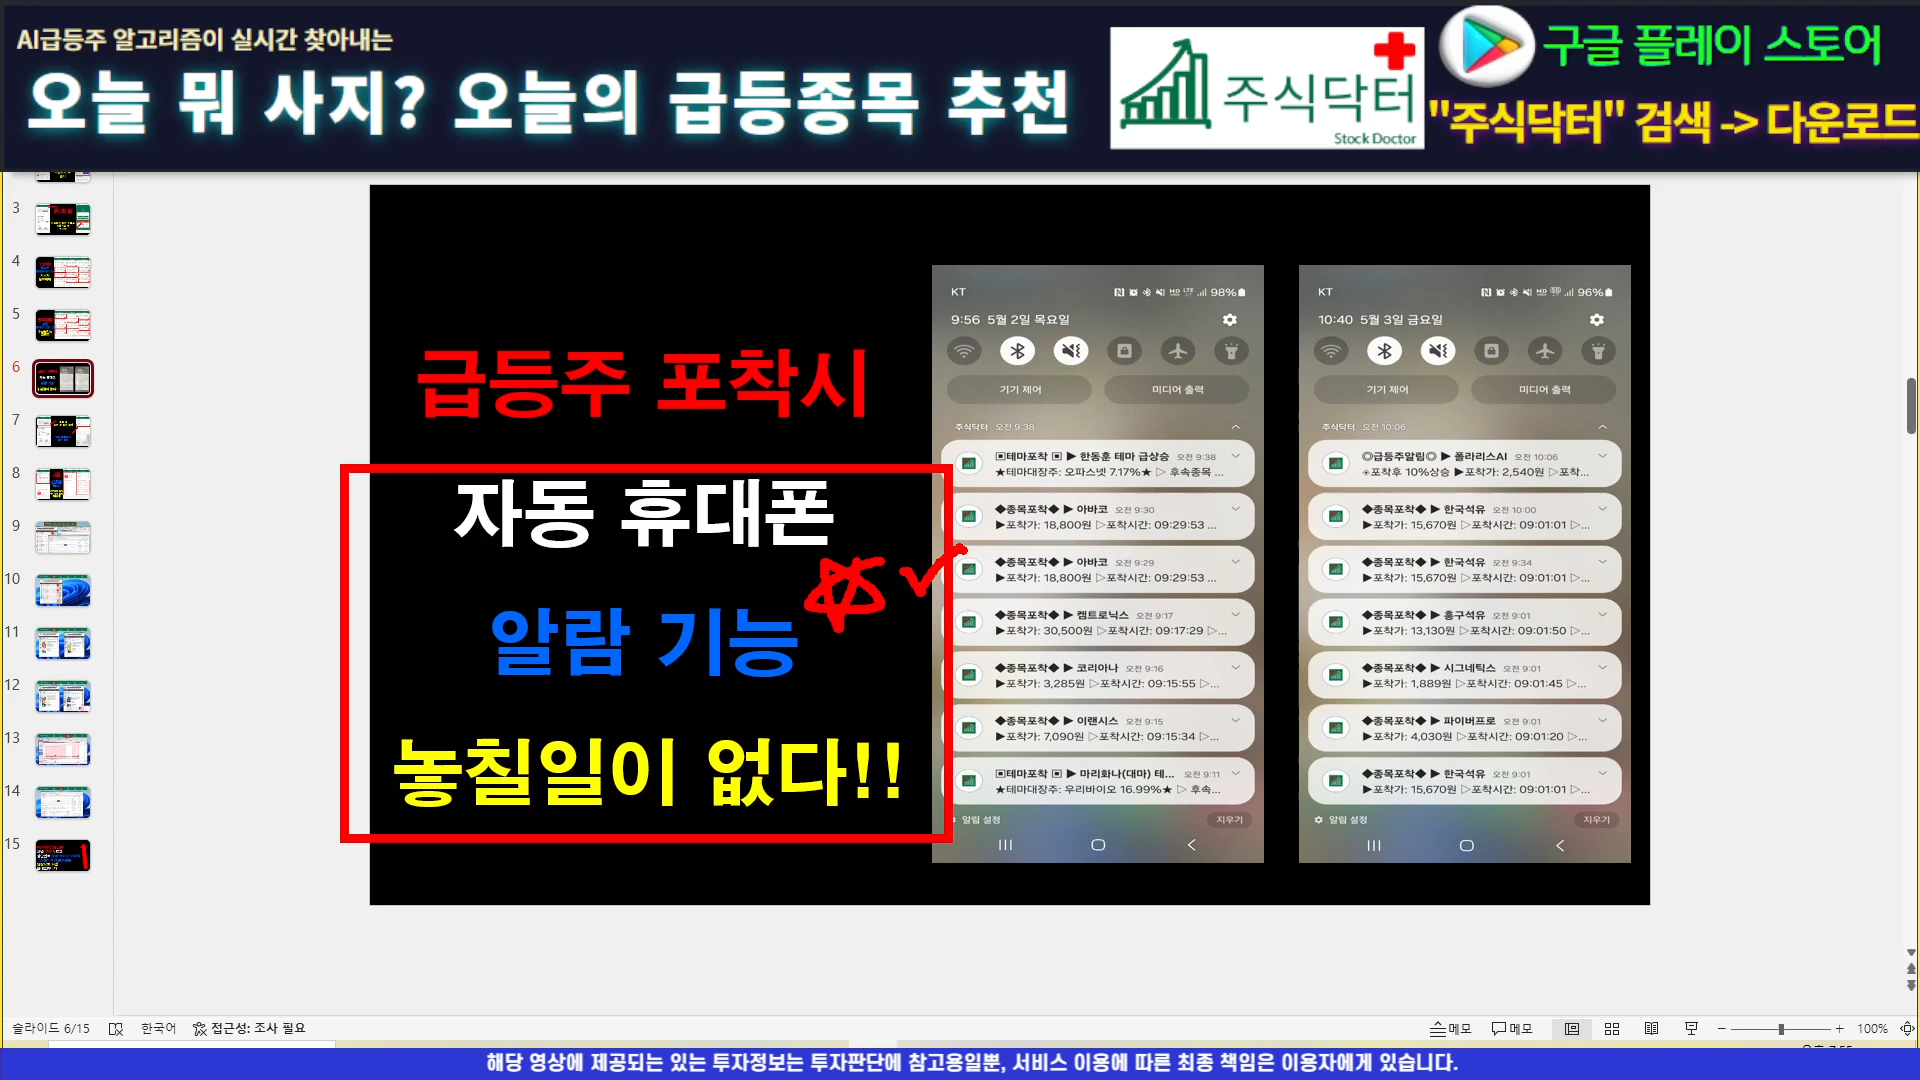 AI급등주 알고리즘이 실시간 찾아내는
오늘 뭐 사지? 오늘의 급등종목 추천
주식닥터
Stock Doctor
구글 플레이 스토어
"주식닥터" 검색 -> 다운로드
3
4
5
6
7
8
9
10
11
12
13
14
15
급등주 포착시
자동 휴대폰
알람 기능
놓칠일이 없다!!
KT
98%
9:56 5월 2일 목요일
기기 제어
미디어 출력
주식닥터 오전 9:38
▣테마포착 ▣ ▶ 한동훈 테마 급상승 오전 9:38
★테마대장주: 오파스넷 7.17%★ ▷ 후속종목 ...
◆종목포착◆ ▶ 아바코 오전 9:30
▶포착가: 18,800원 ▷포착시간: 09:29:53 ...
◆종목포착◆ ▶ 아바코 오전 9:29
▶포착가: 18,800원 ▷포착시간: 09:29:53 ...
◆종목포착◆ ▶ 켐트로닉스 오전 9:17
▶포착가: 30,500원 ▷포착시간: 09:17:29 ▷...
◆종목포착◆ ▶ 코리아나 오전 9:16
▶포착가: 3,285원 ▷포착시간: 09:15:55 ▷...
◆종목포착◆ ▶ 이랜시스 오전 9:15
▶포착가: 7,090원 ▷포착시간: 09:15:34 ▷...
▣테마포착 ▣ ▶ 마리화나(대마) 테... 오전 9:11
★테마대장주: 우리바이오 16.99%★ ▷ 후속...
알림 설정
지우기
KT
96%
10:40 5월 3일 금요일
기기 제어
미디어 출력
주식닥터 오전 10:06
◎급등주알림◎ ▶ 폴라리스AI 오전 10:06
※포착후 10%상승 ▶포착가: 2,540원 ▷포착...
◆종목포착◆ ▶ 한국석유 오전 10:00
▶포착가: 15,670원 ▷포착시간: 09:01:01 ▷...
◆종목포착◆ ▶ 한국석유 오전 9:34
▶포착가: 15,670원 ▷포착시간: 09:01:01 ▷...
◆종목포착◆ ▶ 흥구석유 오전 9:01
▶포착가: 13,130원 ▷포착시간: 09:01:50 ▷...
◆종목포착◆ ▶ 시그네틱스 오전 9:01
▶포착가: 1,889원 ▷포착시간: 09:01:45 ▷...
◆종목포착◆ ▶ 파이버프로 오전 9:01
▶포착가: 4,030원 ▷포착시간: 09:01:20 ▷...
◆종목포착◆ ▶ 한국석유 오전 9:01
▶포착가: 15,670원 ▷포착시간: 09:01:01 ▷...
알림 설정
지우기
슬라이드 6/15 한국어 접근성: 조사 필요
메모 메모 100%
해당 영상에 제공되는 있는 투자정보는 투자판단에 참고용일뿐, 서비스 이용에 따른 최종 책임은 이용자에게 있습니다.